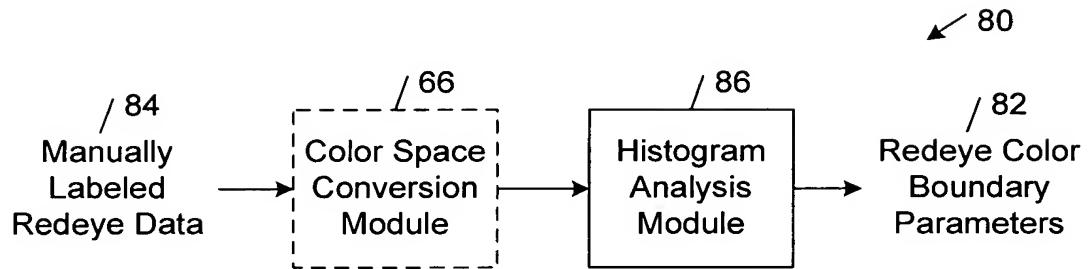 80
84
Manually
Labeled
Redeye Data
66
Color Space
Conversion
Module
86
Histogram
Analysis
Module
82
Redeye Color
Boundary
Parameters